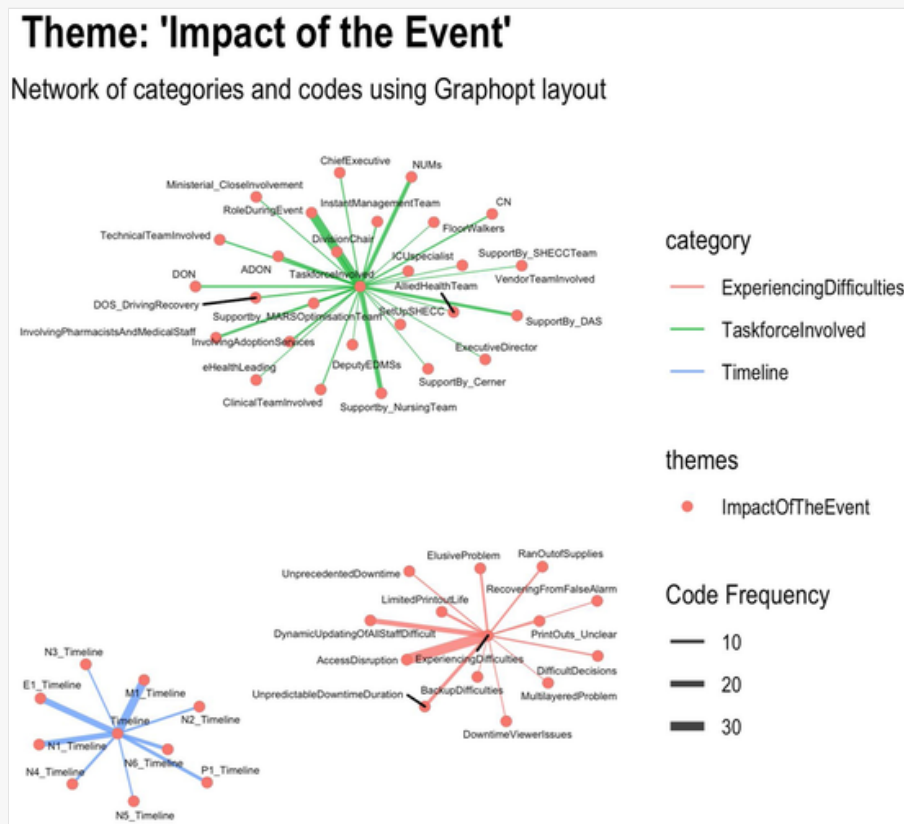 Theme: 'Impact of the Event'
Network of categories and codes using Graphopt layout
ChiefExecutive
NUMs
Ministerial_CloseInvolvement
InstantManagementTeam
CN
RoleDuringEvent
FloorWalkers
TechnicalTeamInvolved
DivisionChair
ICUspecialist
SupportBy_SHECCTeam
ADON
TaskforceInvolved
VendorTeamInvolved
DON
AlliedHealthTeam
DOS_DrivingRecovery
Supportby_MARSOptimisationTeam
SetUpSHECC
SupportBy_DAS
InvolvingPharmacistsAndMedicalStaff
InvolvingAdoptionServices
ExecutiveDirector
eHealthLeading
DeputyEDMSs
SupportBy_Cerner
ClinicalTeamInvolved
Supportby_NursingTeam
category
ExperiencingDifficulties
TaskforceInvolved
Timeline
themes
ImpactOfTheEvent
Code Frequency
10
20
30
ElusiveProblem
RanOutofSupplies
UnprecedentedDowntime
RecoveringFromFalseAlarm
LimitedPrintoutLife
DynamicUpdatingOfAllStaffDifficult
PrintOuts_Unclear
AccessDisruption
ExperiencingDifficulties
DifficultDecisions
UnpredictableDowntimeDuration
BackupDifficulties
MultilayeredProblem
DowntimeViewerIssues
N3_Timeline
E1_Timeline
M1_Timeline
Timeline
N2_Timeline
N1_Timeline
N6_Timeline
N4_Timeline
P1_Timeline
N5_Timeline